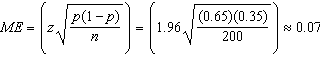 ME = ( z √( p(1 − p) / n ) ) = ( 1.96 √( (0.65)(0.35) / 200 ) ) ≈ 0.07